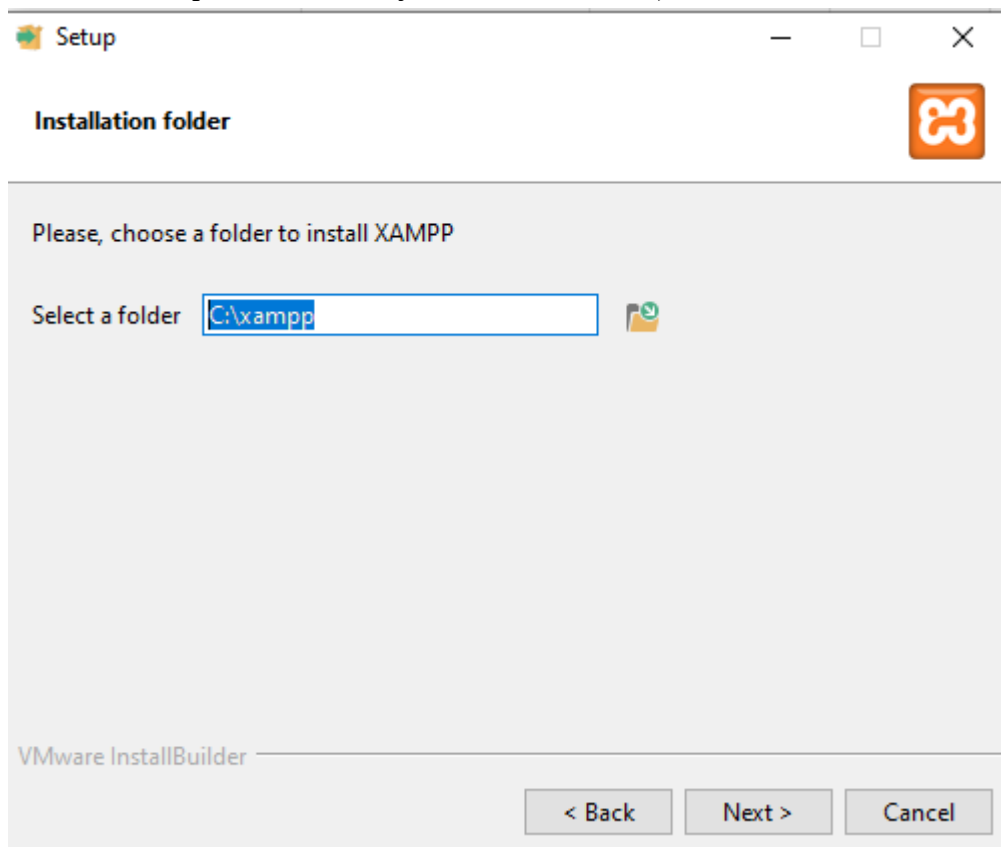 Setup
Installation folder
Please, choose a folder to install XAMPP
Select a folder C:\xampp
VMware InstallBuilder
< Back Next > Cancel